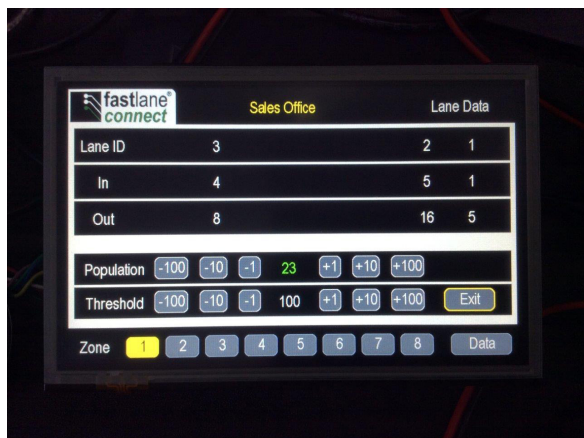 fastlane®
connect
Sales Office
Lane Data
Lane ID 3 2 1
In 4 5 1
Out 8 16 5
Population -100 -10 -1 23 +1 +10 +100
Threshold -100 -10 -1 100 +1 +10 +100 Exit
Zone 1 2 3 4 5 6 7 8 Data